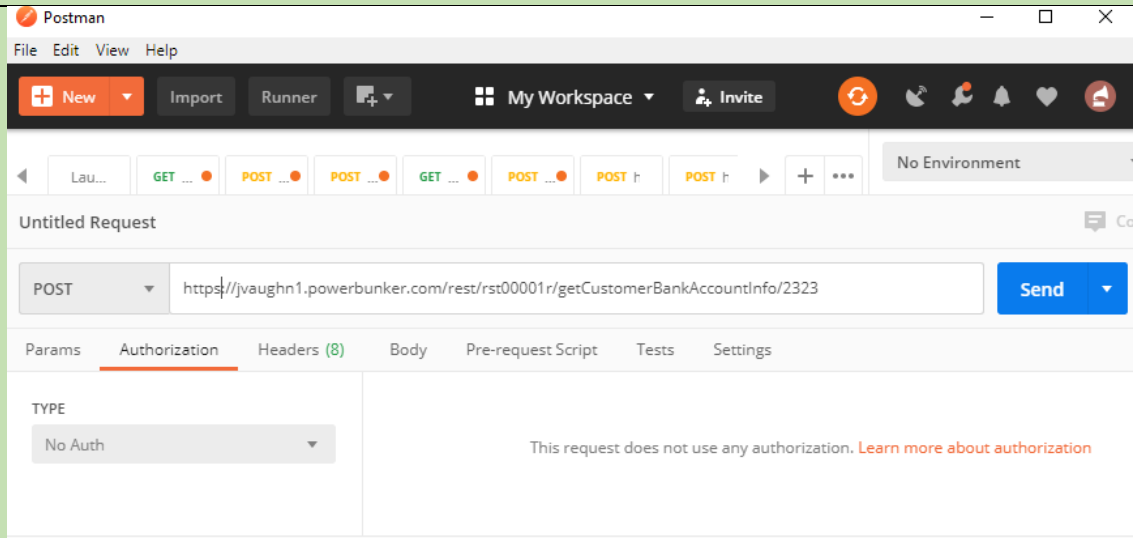 Postman
File Edit View Help
New Import Runner My Workspace Invite
Lau... GET ... POST ... POST ... GET ... POST ... POST h POST h ••• No Environment
Untitled Request Co
POST https://jvaughn1.powerbunker.com/rest/rst00001r/getCustomerBankAccountInfo/2323 Send
Params Authorization Headers (8) Body Pre-request Script Tests Settings
TYPE
No Auth
This request does not use any authorization. Learn more about authorization